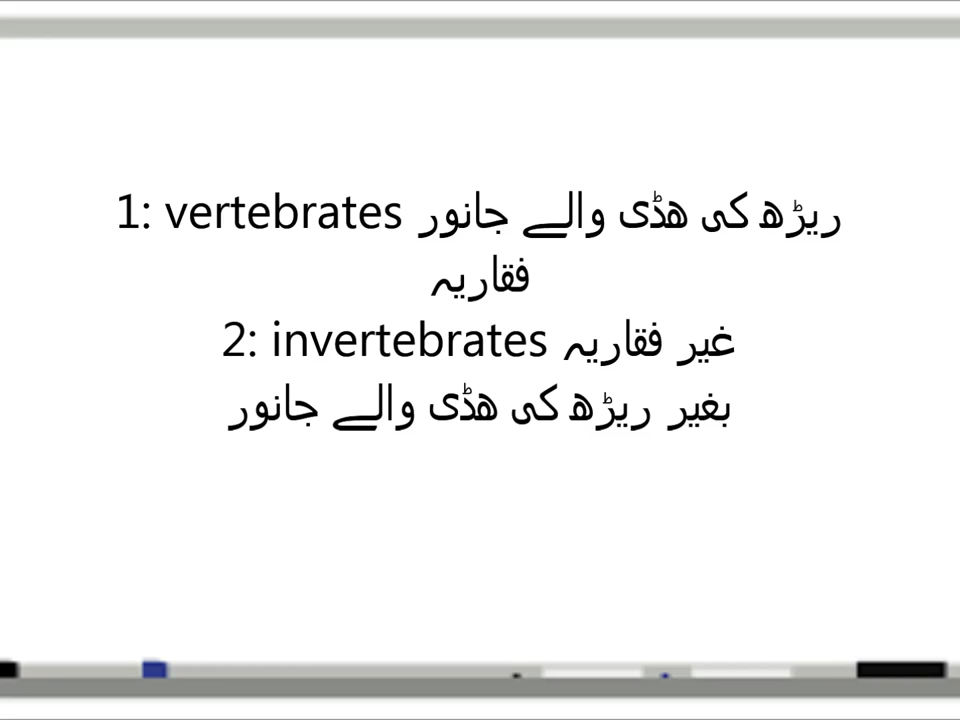 1: vertebrates ریڑھ کی ھڈی والے جانور
فقاریہ
2: invertebrates غیر فقاریہ
بغیر ریڑھ کی ھڈی والے جانور